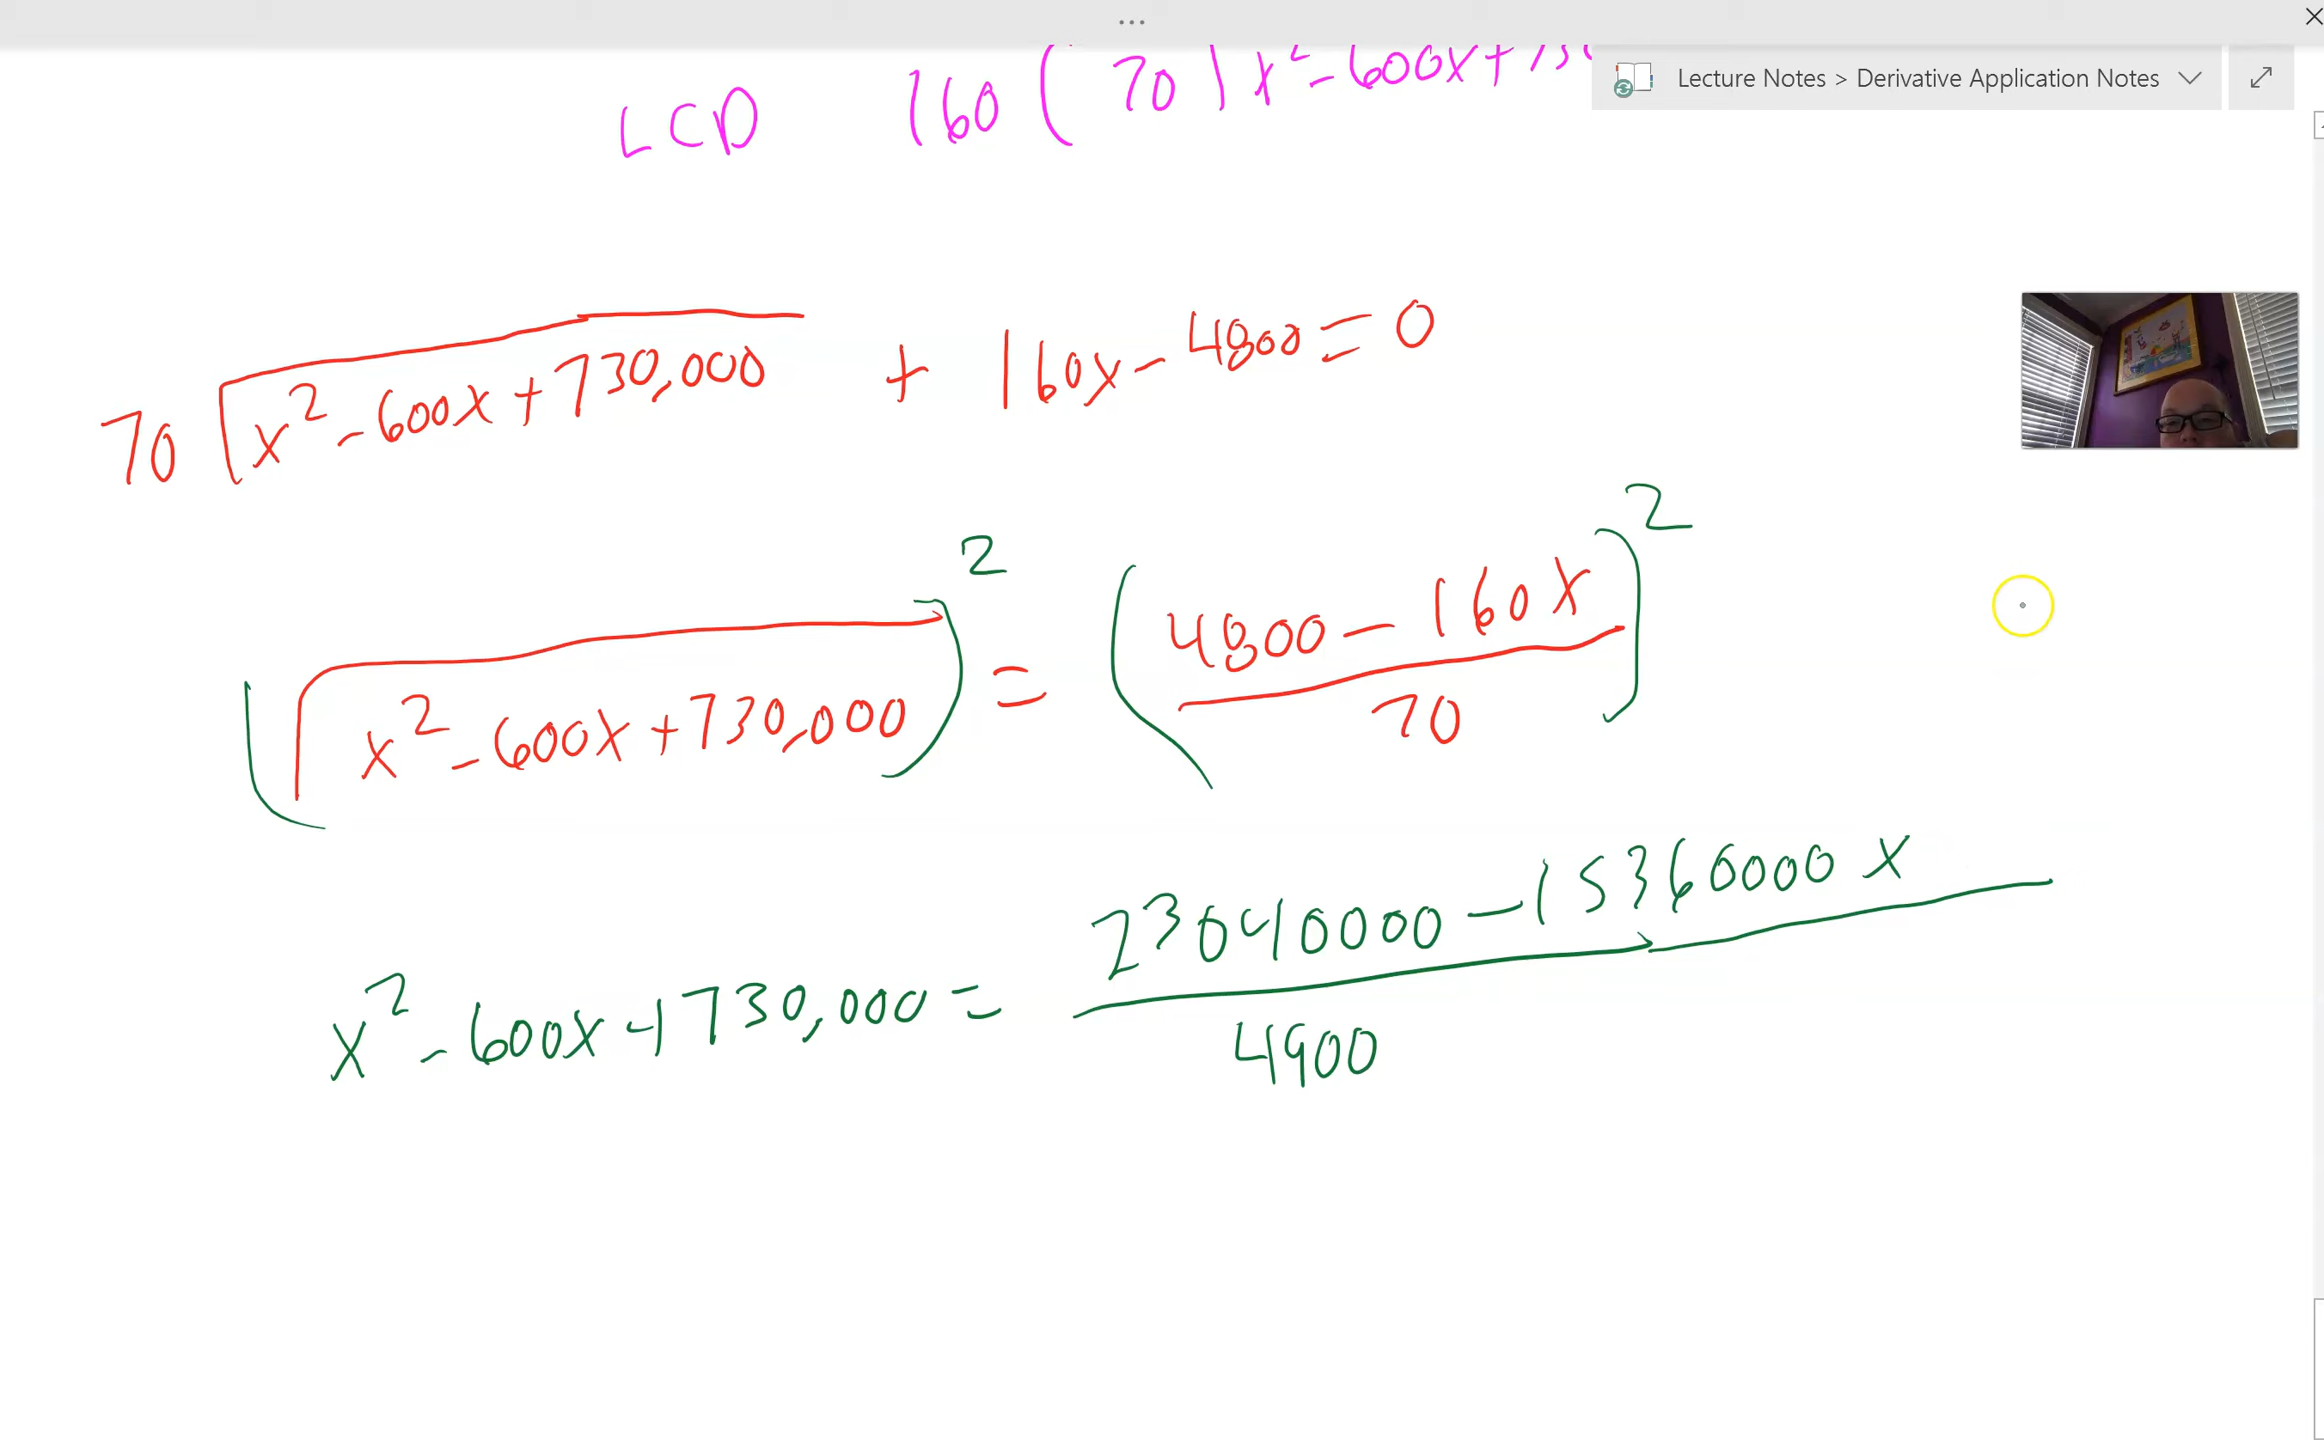 ...
LCD 160 ( 70 ) x² - 600x + 73
Lecture Notes > Derivative Application Notes
70 √x² - 600x + 730,000 + 160x - 4800 = 0
(√x² - 600x + 730,000)² = (4800 - 160x / 70)²
x² - 600x + 730,000 = 23040000 - 15360000 x / 4900